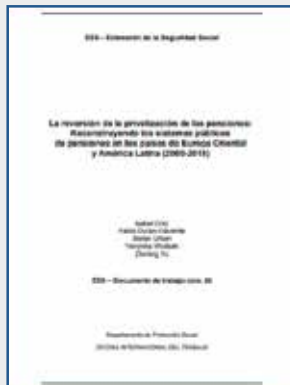 ESS – Extensión de la Seguridad Social
La reversión de la privatización de las pensiones:
Reconstruyendo los sistemas públicos
de pensiones en los países de Europa Oriental
y América Latina (2000-2018)
Isabel Ortiz
Fabio Durán-Valverde
Stefan Urban
Veronika Wodsak
Zhiming Yu
ESS – Documento de trabajo núm.
Departamento de Protección Social
OFICINA INTERNACIONAL DEL TRABAJO